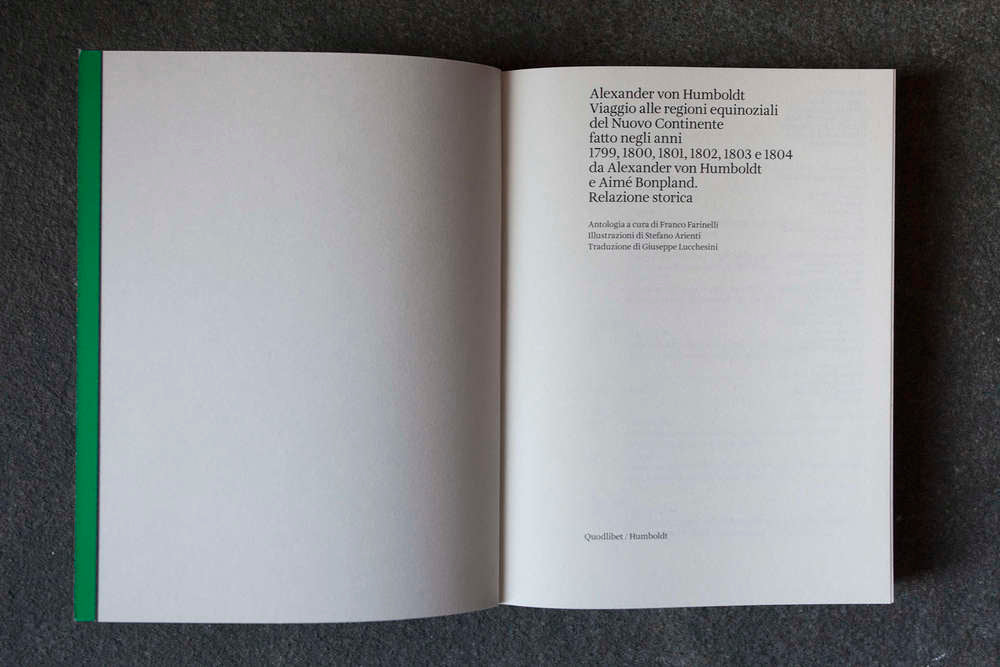 Alexander von Humboldt
Viaggio alle regioni equinoziali
del Nuovo Continente
fatto negli anni
1799, 1800, 1801, 1802, 1803 e 1804
da Alexander von Humboldt
e Aimé Bonpland.
Relazione storica
Antologia a cura di Franco Farinelli
Illustrazioni di Stefano Arienti
Traduzione di Giuseppe Lucchesini
Quodlibet / Humboldt